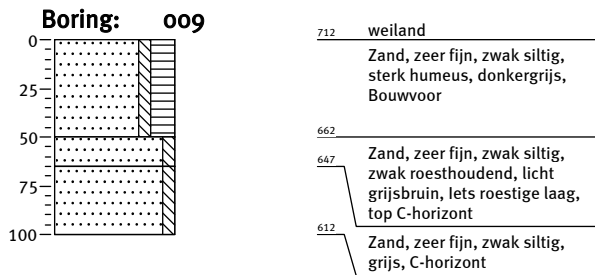 Boring: 009
0
25
50
75
100
712 weiland
Zand, zeer fijn, zwak siltig,
sterk humeus, donkergrijs,
Bouwvoor
662
Zand, zeer fijn, zwak siltig,
647
zwak roesthoudend, licht
grijsbruin, Iets roestige laag,
top C-horizont
612
Zand, zeer fijn, zwak siltig,
grijs, C-horizont